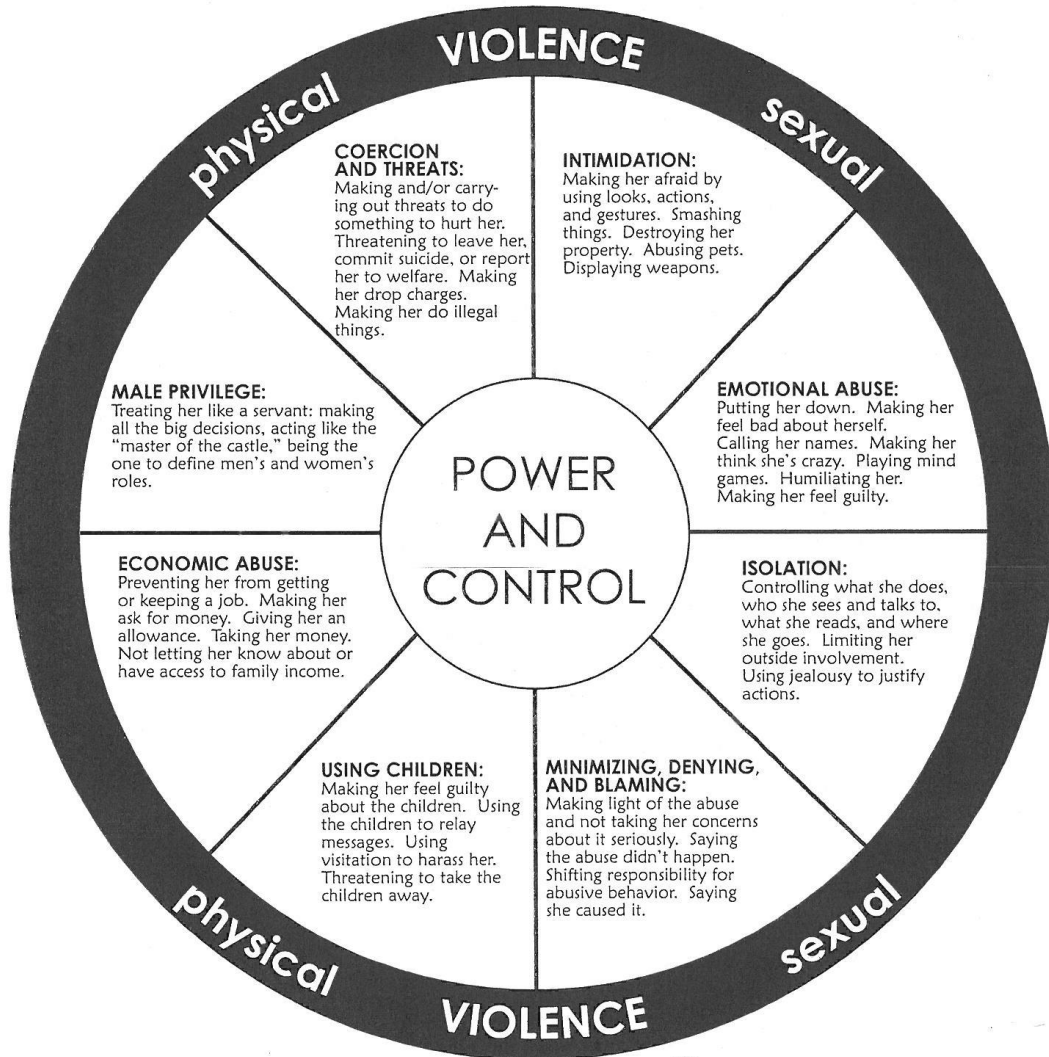 VIOLENCE
physical
sexual
COERCION
AND THREATS:
Making and/or carry-
ing out threats to do
something to hurt her.
Threatening to leave her,
commit suicide, or report
her to welfare. Making
her drop charges.
Making her do illegal
things.
INTIMIDATION:
Making her afraid by
using looks, actions,
and gestures. Smashing
things. Destroying her
property. Abusing pets.
Displaying weapons.
MALE PRIVILEGE:
Treating her like a servant: making
all the big decisions, acting like the
“master of the castle,” being the
one to define men’s and women’s
roles.
EMOTIONAL ABUSE:
Putting her down. Making her
feel bad about herself.
Calling her names. Making her
think she’s crazy. Playing mind
games. Humiliating her.
Making her feel guilty.
POWER
AND
CONTROL
ECONOMIC ABUSE:
Preventing her from getting
or keeping a job. Making her
ask for money. Giving her an
allowance. Taking her money.
Not letting her know about or
have access to family income.
ISOLATION:
Controlling what she does,
who she sees and talks to,
what she reads, and where
she goes. Limiting her
outside involvement.
Using jealousy to justify
actions.
USING CHILDREN:
Making her feel guilty
about the children. Using
the children to relay
messages. Using
visitation to harass her.
Threatening to take the
children away.
MINIMIZING, DENYING,
AND BLAMING:
Making light of the abuse
and not taking her concerns
about it seriously. Saying
the abuse didn’t happen.
Shifting responsibility for
abusive behavior. Saying
she caused it.
physical
sexual
VIOLENCE